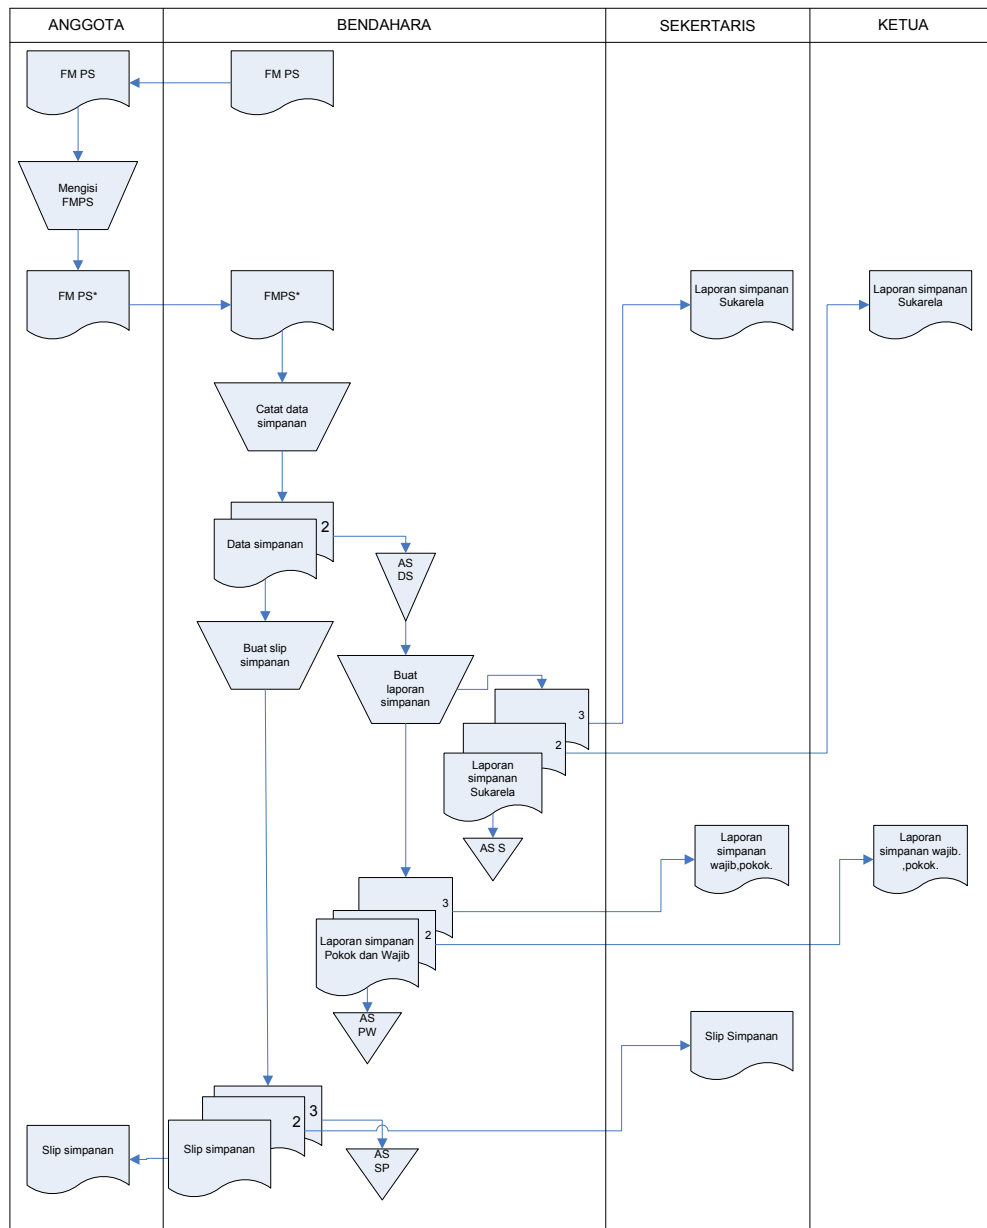 ANGGOTA
BENDAHARA
SEKERTARIS
KETUA
FM PS
FM PS
Mengisi
FMPS
FM PS*
FMPS*
Laporan simpanan
Sukarela
Laporan simpanan
Sukarela
Catat data
simpanan
2
Data simpanan
AS
DS
Buat slip
simpanan
Buat
laporan
simpanan
3
2
Laporan
simpanan
Sukarela
AS S
Laporan
simpanan
wajib,pokok.
Laporan
simpanan wajib.
,pokok.
3
2
Laporan simpanan
Pokok dan Wajib
AS
PW
Slip Simpanan
3
2
Slip simpanan
Slip simpanan
AS
SP